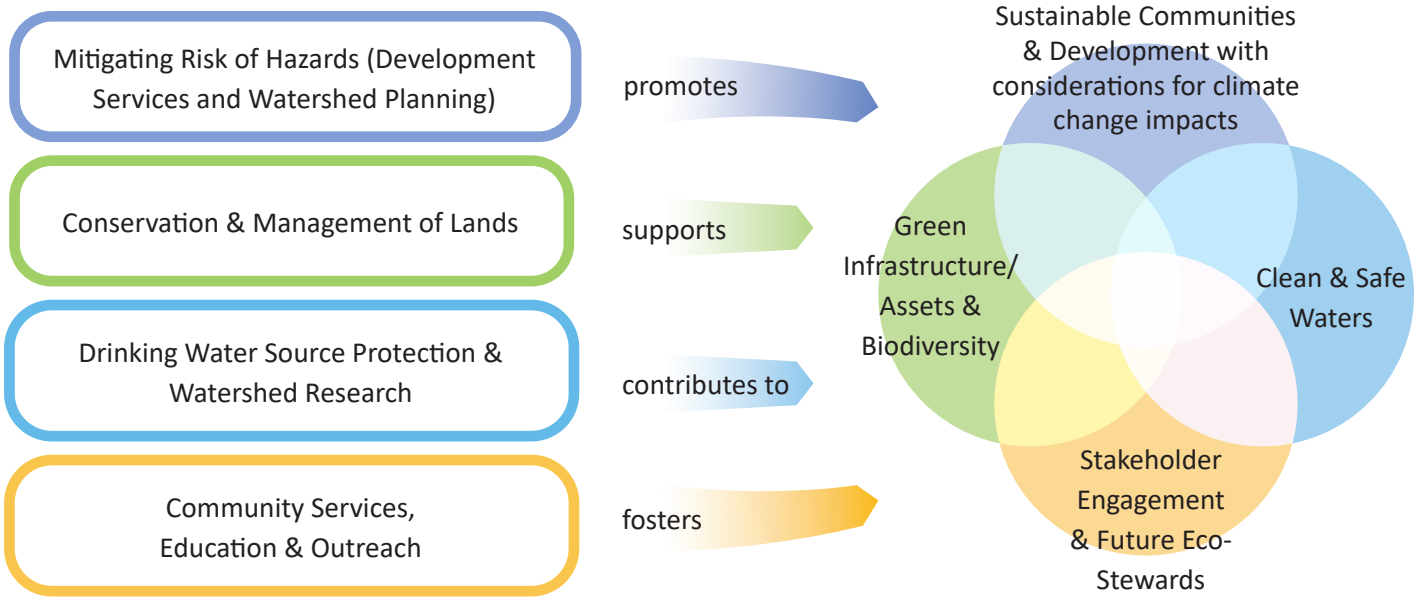 Mitigating Risk of Hazards (Development
Services and Watershed Planning)
promotes
Sustainable Communities
& Development with
considerations for climate
change impacts
Conservation & Management of Lands
supports
Green
Infrastructure/
Assets &
Biodiversity
Drinking Water Source Protection &
Watershed Research
contributes to
Clean & Safe
Waters
Community Services,
Education & Outreach
fosters
Stakeholder
Engagement
& Future Eco-
Stewards